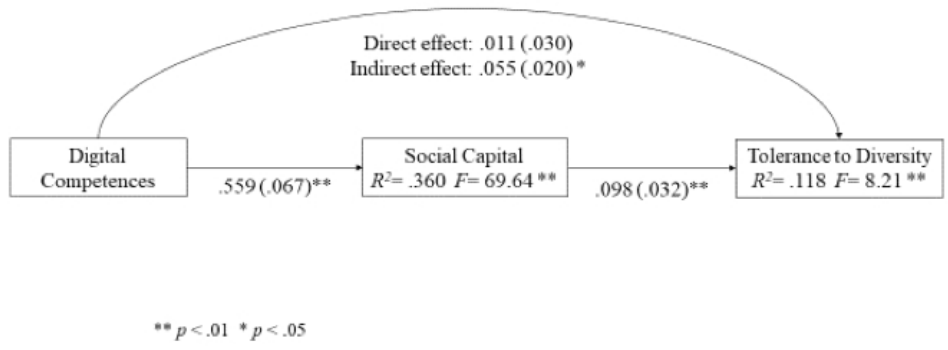 Direct effect: .011 (.030)
Indirect effect: .055 (.020) *
Digital
Competences
.559 (.067)**
Social Capital
R²= .360 F= 69.64 **
.098 (.032)**
Tolerance to Diversity
R²= .118 F= 8.21 **
** p < .01 * p < .05